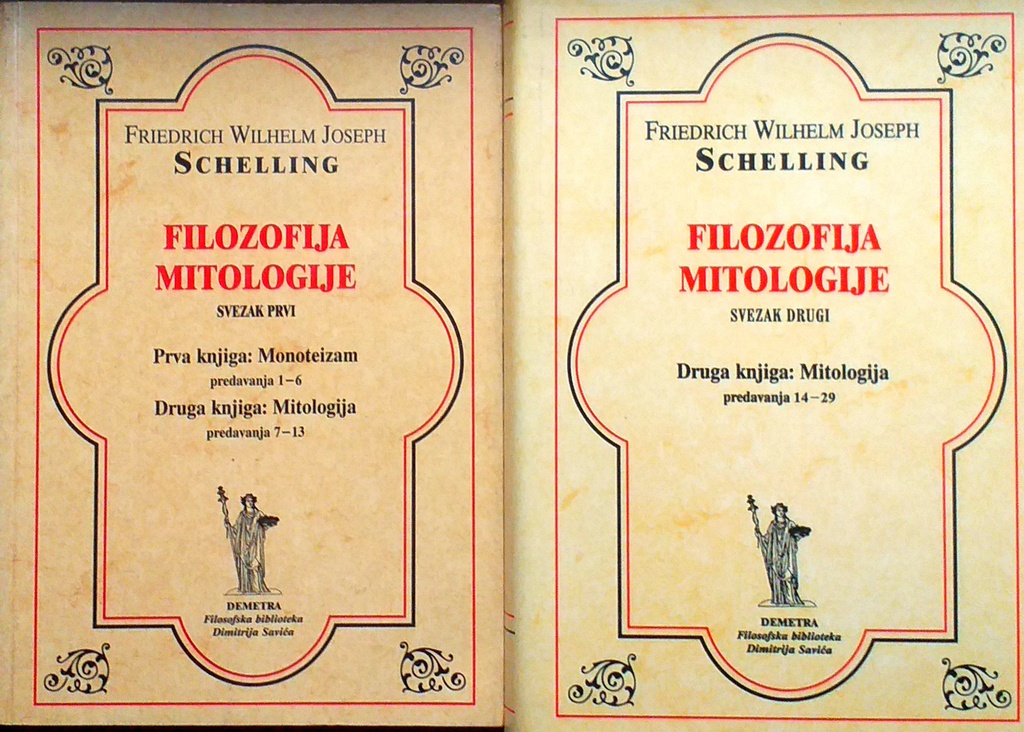 FRIEDRICH WILHELM JOSEPH
SCHELLING
FILOZOFIJA
MITOLOGIJE
SVEZAK PRVI
Prva knjiga: Monoteizam
predavanja 1–6
Druga knjiga: Mitologija
predavanja 7–13
DEMETRA
Filosofska biblioteka
Dimitrija Savića
FRIEDRICH WILHELM JOSEPH
SCHELLING
FILOZOFIJA
MITOLOGIJE
SVEZAK DRUGI
Druga knjiga: Mitologija
predavanja 14–29
DEMETRA
Filosofska biblioteka
Dimitrija Savića